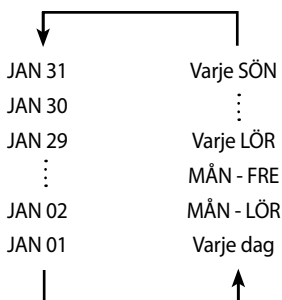 JAN 31 Varje SÖN
JAN 30
JAN 29 Varje LÖR
MÅN - FRE
JAN 02 MÅN - LÖR
JAN 01 Varje dag